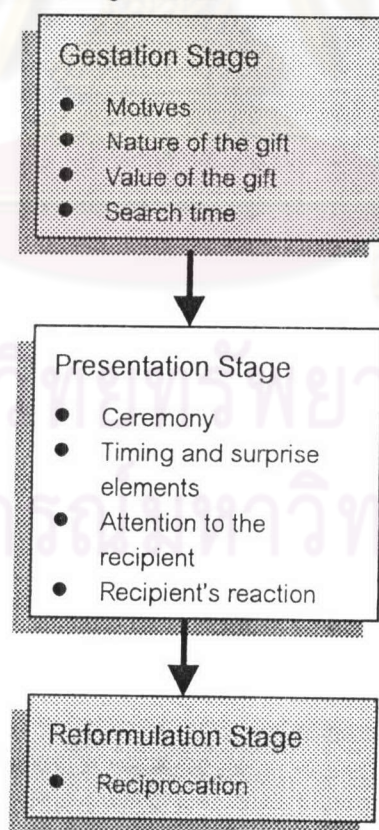 Gestation Stage
● Motives
● Nature of the gift
● Value of the gift
● Search time
Presentation Stage
● Ceremony
● Timing and surprise
elements
● Attention to the
recipient
● Recipient's reaction
Reformulation Stage
● Reciprocation